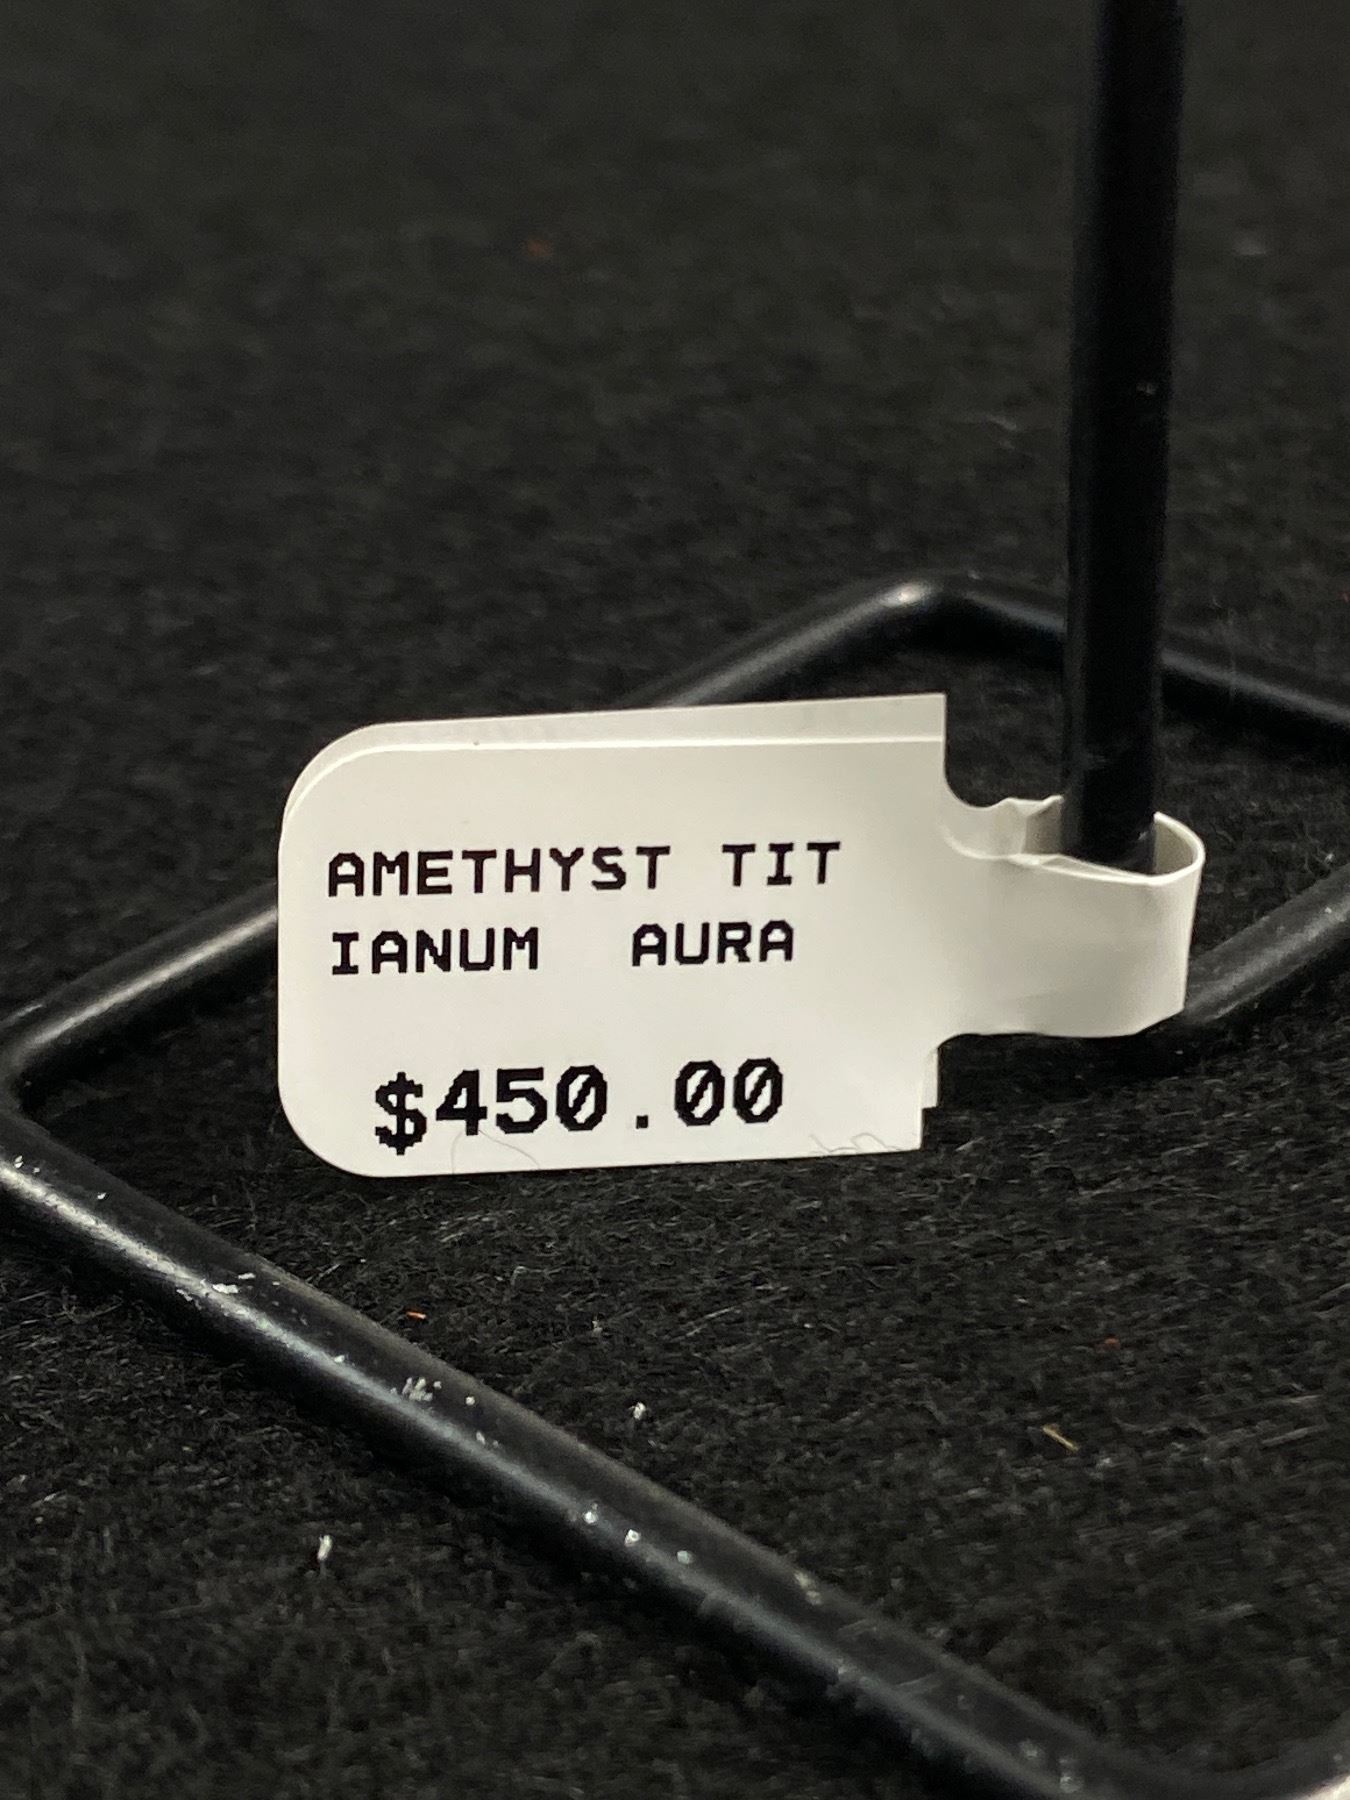 AMETHYST TIT
IANUM AURA
$450.00